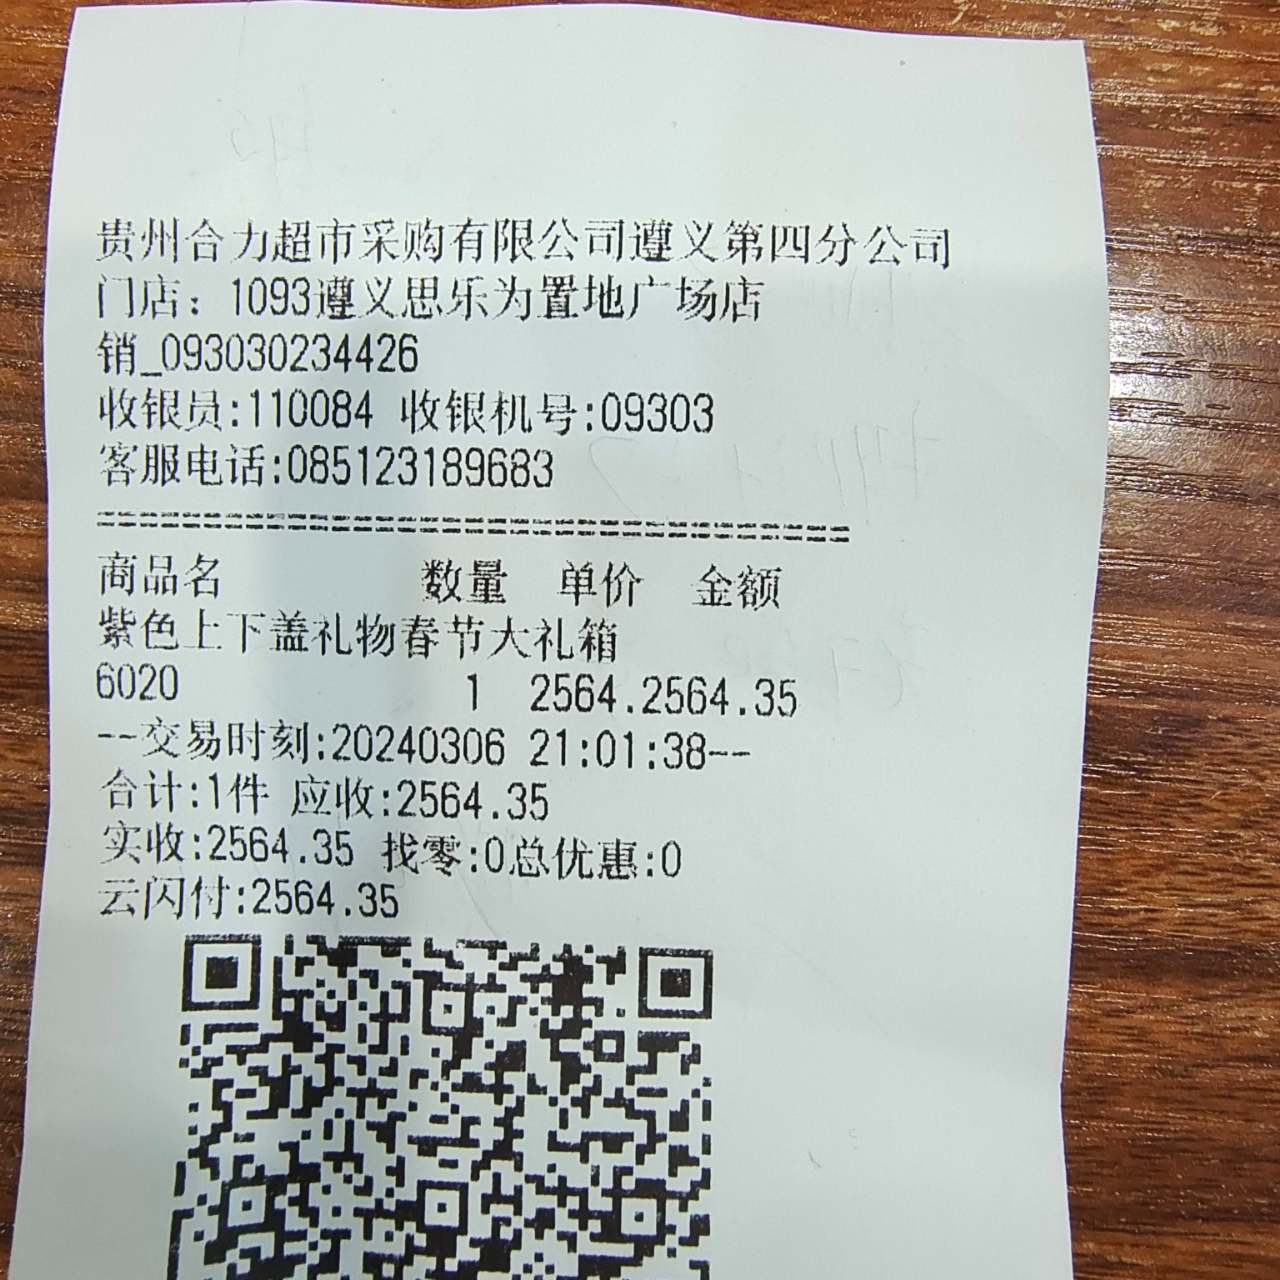 贵州合力超市采购有限公司遵义第四分公司
门店：1093遵义思乐为置地广场店
销_093030234426
收银员:110084 收银机号:09303
客服电话:085123189683
======================================
商品名 数量 单价 金额
紫色上下盖礼物春节大礼箱
6020 1 2564.2564.35
--交易时刻:20240306 21:01:38--
合计:1件 应收:2564.35
实收:2564.35 找零:0总优惠:0
云闪付:2564.35